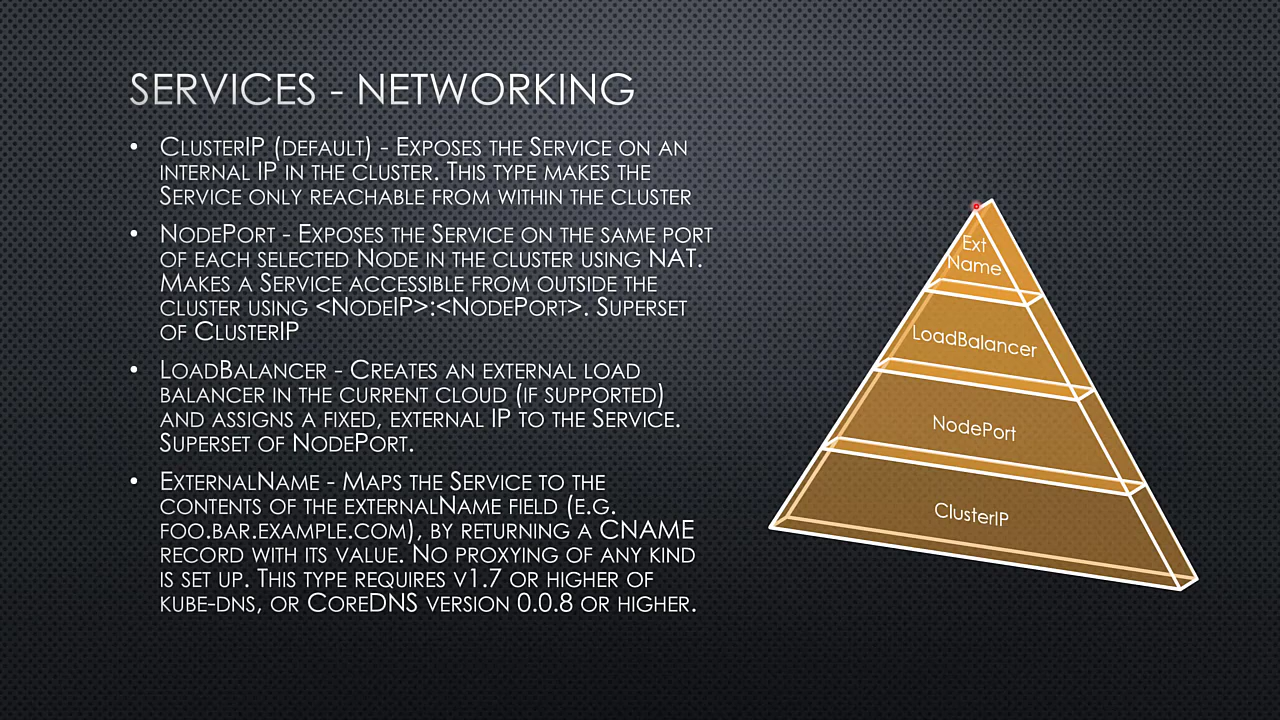 SERVICES - NETWORKING
• ClusterIP (default) - Exposes the Service on an
internal IP in the cluster. This type makes the
Service only reachable from within the cluster
• NodePort - Exposes the Service on the same port
of each selected Node in the cluster using NAT.
Makes a Service accessible from outside the
cluster using <NodeIP>:<NodePort>. Superset
of ClusterIP
• LoadBalancer - Creates an external load
balancer in the current cloud (if supported)
and assigns a fixed, external IP to the Service.
Superset of NodePort.
• ExternalName - Maps the Service to the
contents of the externalName field (e.g.
foo.bar.example.com), by returning a CNAME
record with its value. No proxying of any kind
is set up. This type requires v1.7 or higher of
kube-dns, or CoreDNS version 0.0.8 or higher.
Ext
Name
LoadBalancer
NodePort
ClusterIP